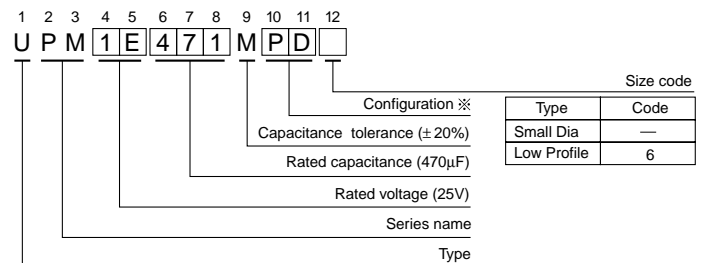 1 2 3 4 5 6 7 8 9 10 11 12
U P M 1 E 4 7 1 M P D
Size code
Configuration ※
Type Code
Capacitance tolerance (±20%)
Small Dia —
Rated capacitance (470µF)
Low Profile 6
Rated voltage (25V)
Series name
Type